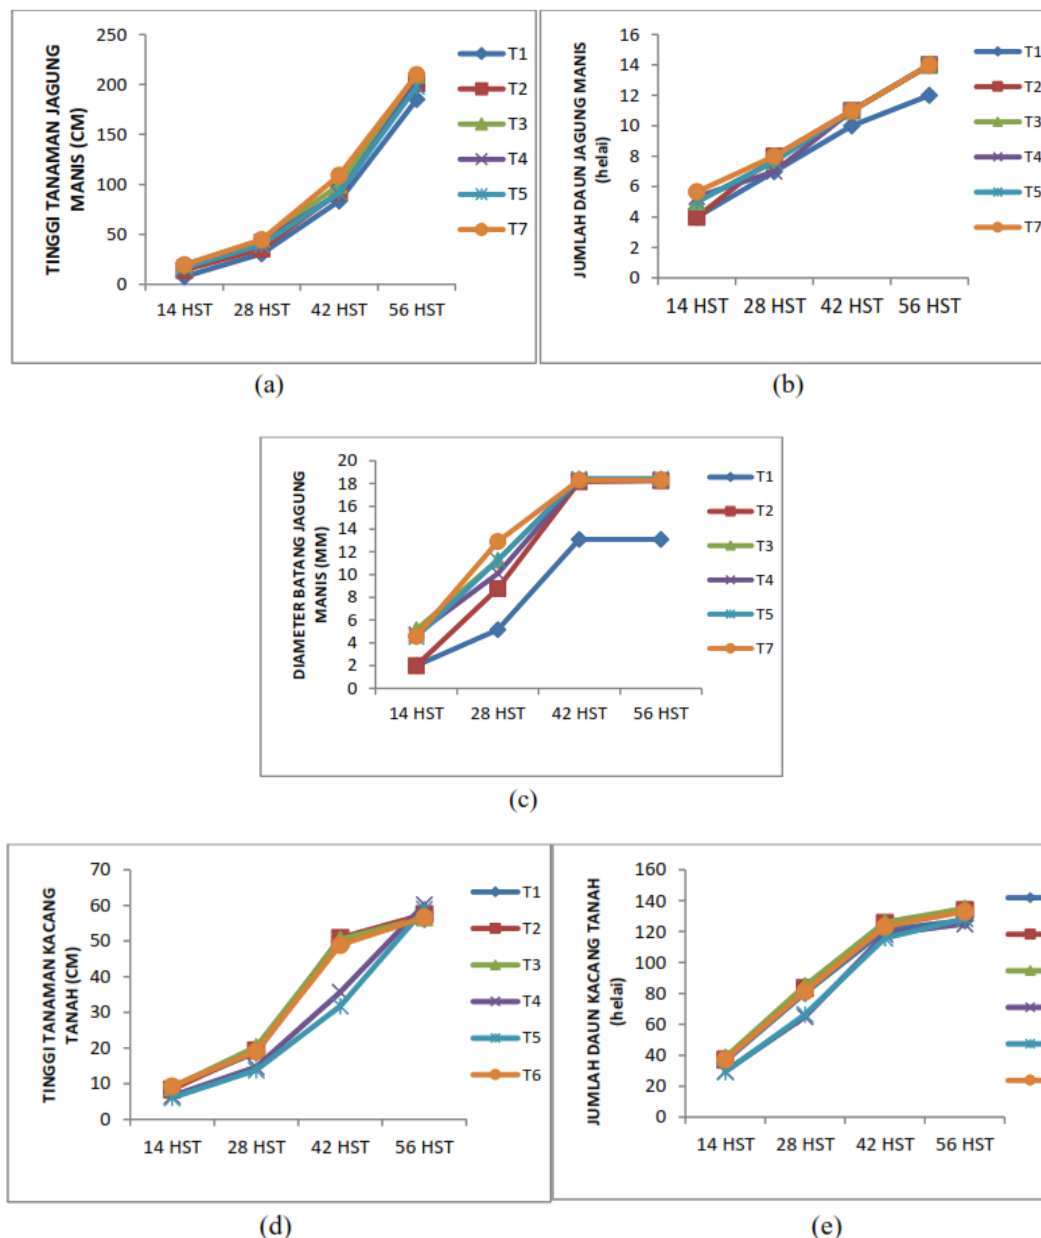 TINGGI TANAMAN JAGUNG
MANIS (CM)
250
200
150
100
50
0
14 HST 28 HST 42 HST 56 HST
T1
T2
T3
T4
T5
T7
(a)
JUMLAH DAUN JAGUNG MANIS
(helai)
16
14
12
10
8
6
4
2
0
14 HST 28 HST 42 HST 56 HST
T1
T2
T3
T4
T5
T7
(b)
DIAMETER BATANG JAGUNG
MANIS (MM)
20
18
16
14
12
10
8
6
4
2
0
14 HST 28 HST 42 HST 56 HST
T1
T2
T3
T4
T5
T7
(c)
TINGGI TANAMAN KACANG
TANAH (CM)
70
60
50
40
30
20
10
0
14 HST 28 HST 42 HST 56 HST
T1
T2
T3
T4
T5
T6
(d)
JUMLAH DAUN KACANG TANAH
(helai)
160
140
120
100
80
60
40
20
0
14 HST 28 HST 42 HST 56 HST
(e)